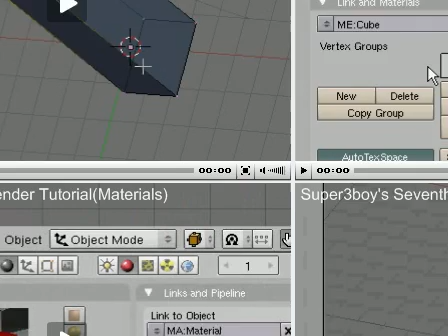 Link and Materials
ME:Cube
Vertex Groups
New Delete
Copy Group
AutoTexSpace
00:00
00:00
ender Tutorial(Materials)
Super3boy's Seventh
Object
Object Mode
1
Links and Pipeline
Link to Object
MA:Material